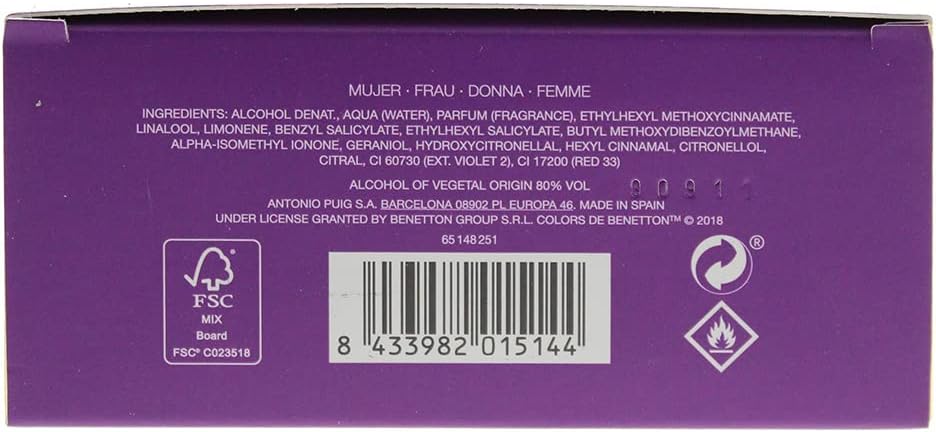 MUJER · FRAU · DONNA · FEMME
INGREDIENTS: ALCOHOL DENAT., AQUA (WATER), PARFUM (FRAGRANCE), ETHYLHEXYL METHOXYCINNAMATE,
LINALOOL, LIMONENE, BENZYL SALICYLATE, ETHYLHEXYL SALICYLATE, BUTYL METHOXYDIBENZOYLMETHANE,
ALPHA-ISOMETHYL IONONE, GERANIOL, HYDROXYCITRONELLAL, HEXYL CINNAMAL, CITRONELLOL,
CITRAL, CI 60730 (EXT. VIOLET 2), CI 17200 (RED 33)
ALCOHOL OF VEGETAL ORIGIN 80% VOL
90911
ANTONIO PUIG S.A. BARCELONA 08902 PL EUROPA 46. MADE IN SPAIN
UNDER LICENSE GRANTED BY BENETTON GROUP S.R.L. COLORS DE BENETTON™ © 2018
65148251
FSC
MIX
Board
FSC® C023518
8 433982 015144
®